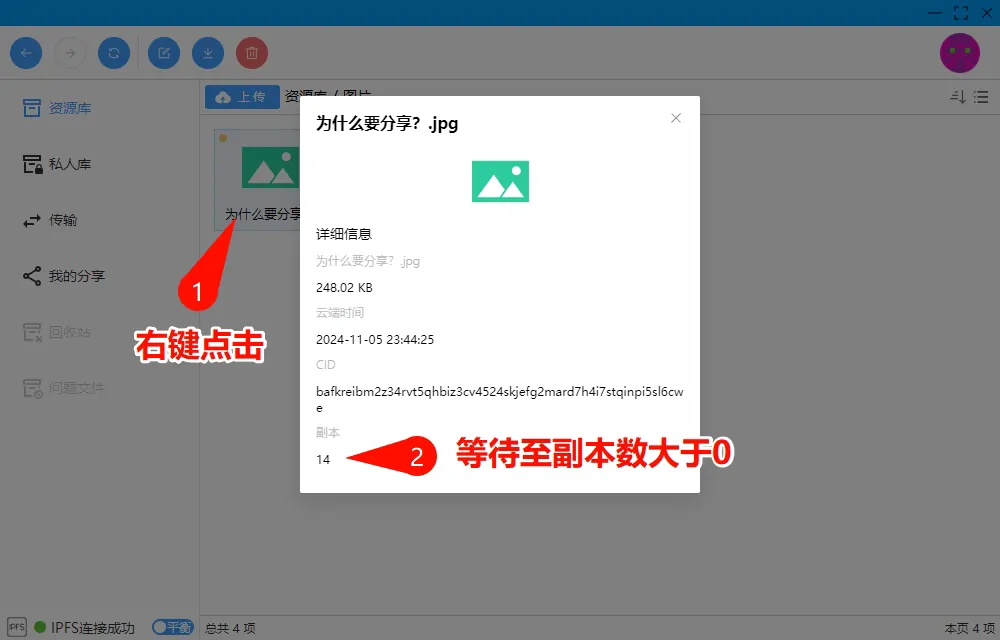 资源库
私人库
传输
我的分享
回收站
问题文件
上传
资源库 / 图片
为什么要分享
为什么要分享？.jpg
详细信息
为什么要分享？.jpg
248.02 KB
云端时间
2024-11-05 23:44:25
CID
bafkreibm2z34rvt5qhbiz3cv4524skjefg2mard7h4i7stqinpi5sl6cw
e
副本
14
1
右键点击
2
等待至副本数大于0
IPFS
IPFS连接成功
平衡
总共 4 项
本页 4 项